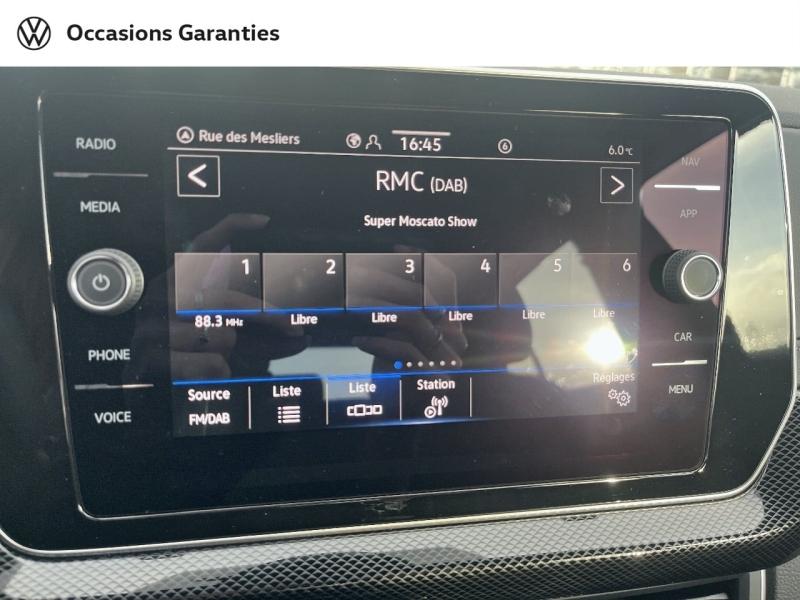 Occasions Garanties
RADIO
MEDIA
PHONE
VOICE
Rue des Mesliers
16:45
6
6.0°C
RMC (DAB)
Super Moscato Show
1 2 3 4 5 6
88.3 MHz Libre Libre Libre Libre Libre
Source
FM/DAB
Liste
Liste
Station
Réglages
NAV
APP
CAR
MENU